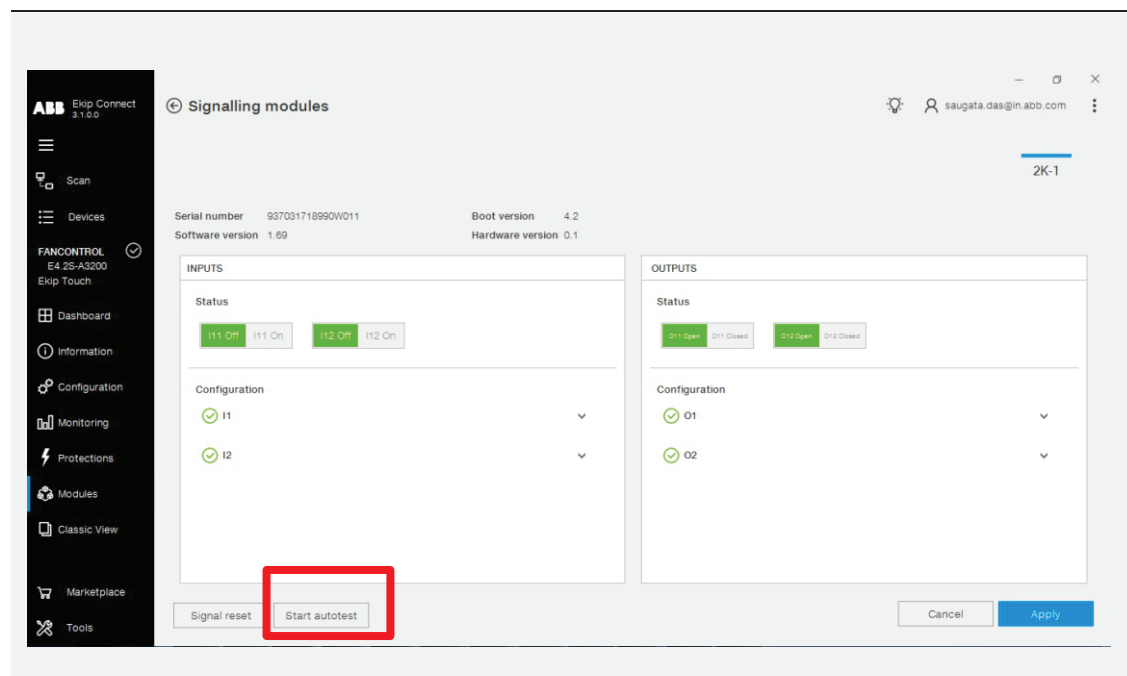 ABB Ekip Connect
3.1.0.0
Signalling modules
saugata.das@in.abb.com
Scan
2K-1
Devices
Serial number 937031718990W011 Boot version 4.2
Software version 1.69 Hardware version 0.1
FANCONTROL
E4.2S-A3200
Ekip Touch
INPUTS
Status
I11 Off I11 On I12 Off I12 On
Configuration
I1
I2
OUTPUTS
Status
O11 Open O11 Closed O12 Open O12 Closed
Configuration
O1
O2
Dashboard
Information
Configuration
Monitoring
Protections
Modules
Classic View
Marketplace
Tools
Signal reset Start autotest Cancel Apply